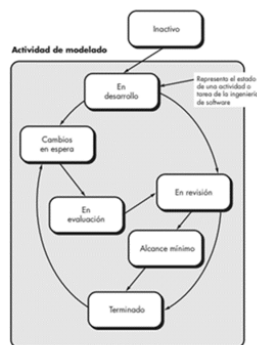 Inactivo
Actividad de modelado
En
desarrollo
Representa el estado
de una actividad o
tarea de la ingeniería
de software
Cambios
en espera
En
evaluación
En revisión
Alcance mínimo
Terminado